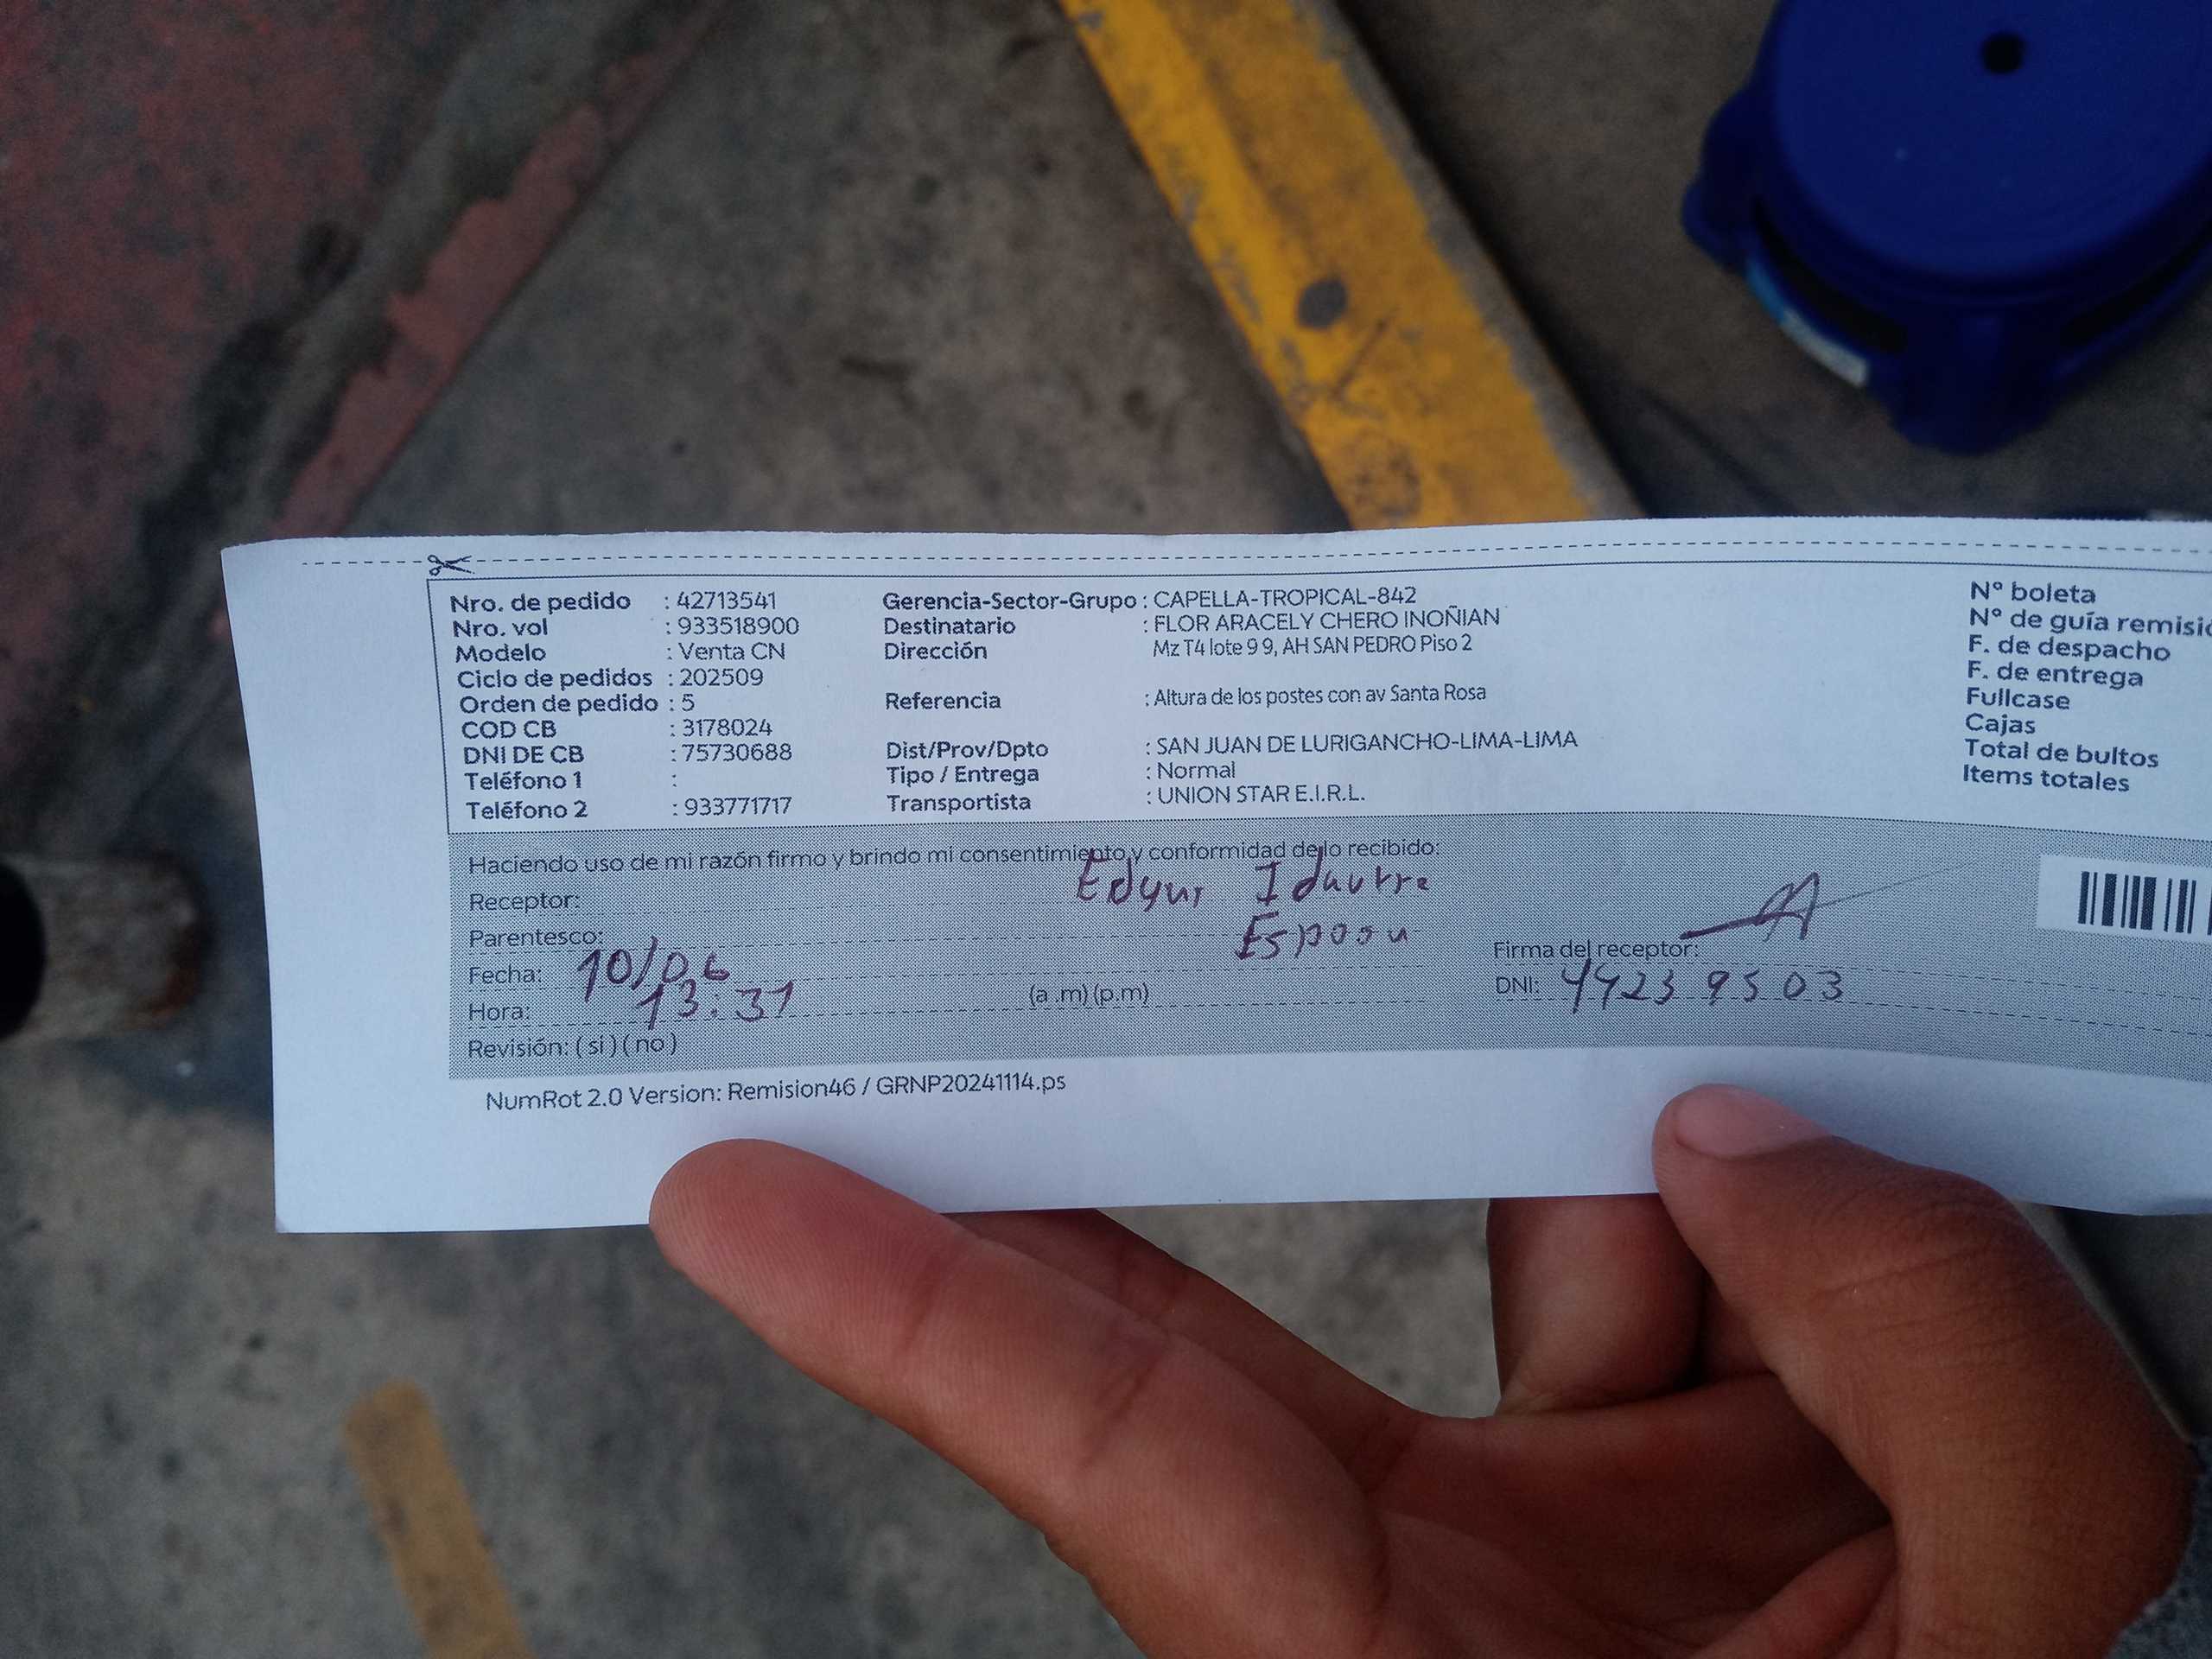 Nro. de pedido : 42713541
Nro. vol : 933518900
Modelo : Venta CN
Ciclo de pedidos : 202509
Orden de pedido : 5
COD CB : 3178024
DNI DE CB : 75730688
Teléfono 1 :
Teléfono 2 : 933771717
Gerencia-Sector-Grupo : CAPELLA-TROPICAL-842
Destinatario : FLOR ARACELY CHERO INOÑIAN
Dirección Mz T4 lote 9 9, AH SAN PEDRO Piso 2
Referencia : Altura de los postes con av Santa Rosa
Dist/Prov/Dpto : SAN JUAN DE LURIGANCHO-LIMA-LIMA
Tipo / Entrega : Normal
Transportista : UNION STAR E.I.R.L.
Nº boleta
Nº de guía
F. de despacho
F. de entrega
Fullcase
Cajas
Total de bultos
Items totales
Haciendo uso de mi razón firmo y brindo mi consentimiento y conformidad de lo recibido:
Receptor:
Parentesco:
Fecha: 10/06
Hora: 13:31 (a .m) (p.m)
Firma del receptor:
DNI: 44239503
Revisión: ( si ) ( no )
NumRot 2.0 Version: Remision46 / GRNP20241114.ps